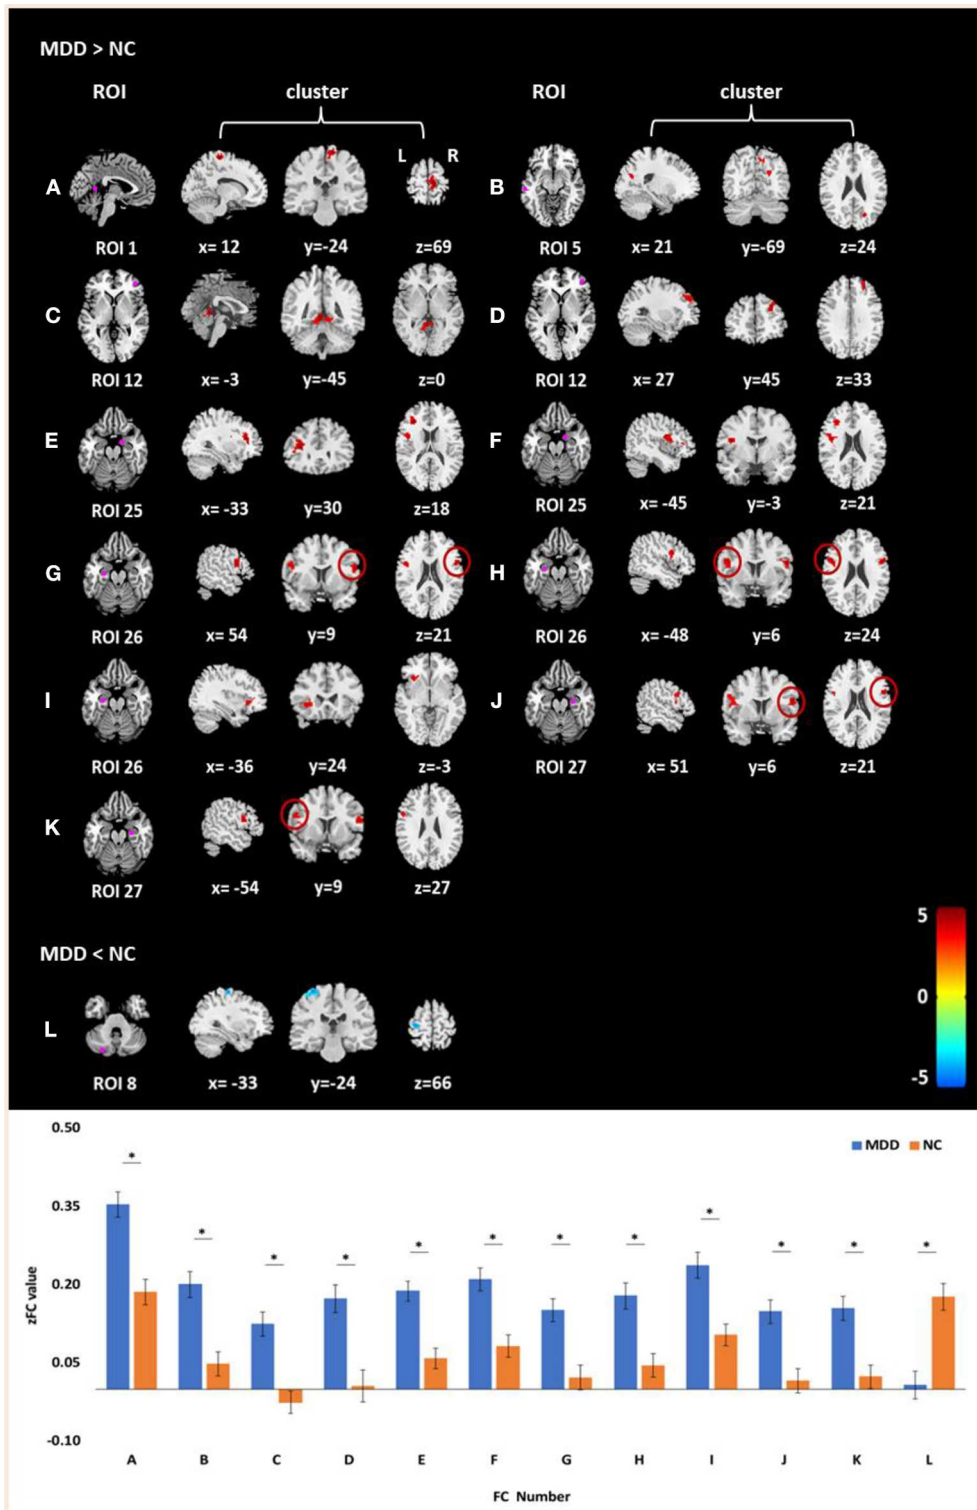 MDD > NC
ROI cluster ROI cluster
L R
A B
ROI 1 x= 12 y=-24 z=69 ROI 5 x= 21 y=-69 z=24
C D
ROI 12 x= -3 y=-45 z=0 ROI 12 x= 27 y=45 z=33
E F
ROI 25 x= -33 y=30 z=18 ROI 25 x= -45 y=-3 z=21
G H
ROI 26 x= 54 y=9 z=21 ROI 26 x= -48 y=6 z=24
I J
ROI 26 x= -36 y=24 z=-3 ROI 27 x= 51 y=6 z=21
K
ROI 27 x= -54 y=9 z=27
5
0
-5
MDD < NC
L
ROI 8 x= -33 y=-24 z=66
0.50
MDD NC
* * * * * * * * * * * *
0.35
0.20
0.05
-0.10
zFC value
A B C D E F G H I J K L
FC Number